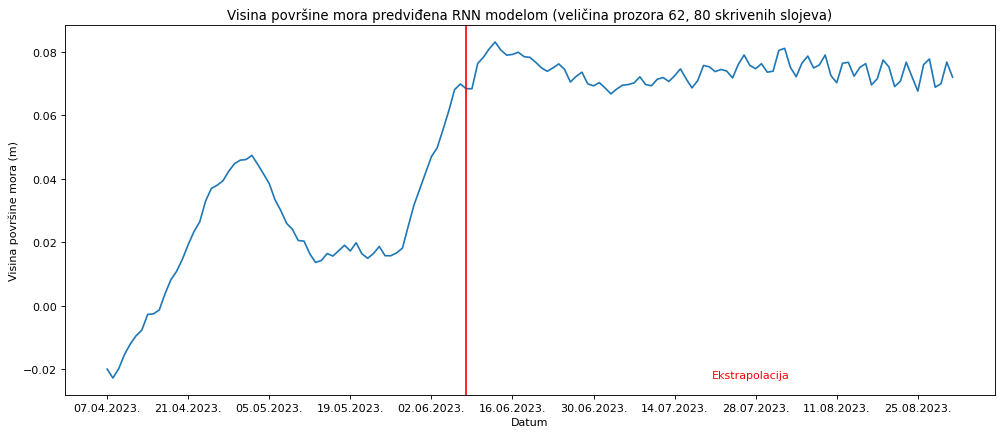 Visina površine mora predviđena RNN modelom (veličina prozora 62, 80 skrivenih slojeva)
Visina površine mora (m)
0.08
0.06
0.04
0.02
0.00
−0.02
Ekstrapolacija
07.04.2023. 21.04.2023. 05.05.2023. 19.05.2023. 02.06.2023. 16.06.2023. 30.06.2023. 14.07.2023. 28.07.2023. 11.08.2023. 25.08.2023.
Datum